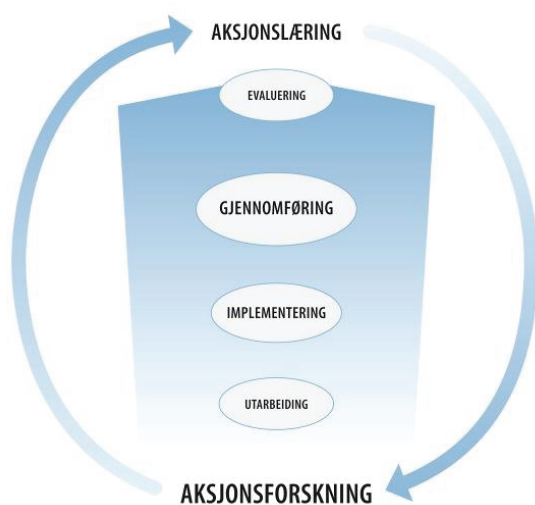 AKSJONSLÆRING
EVALUERING
GJENNOMFØRING
IMPLEMENTERING
UTARBEIDING
AKSJONSFORSKNING